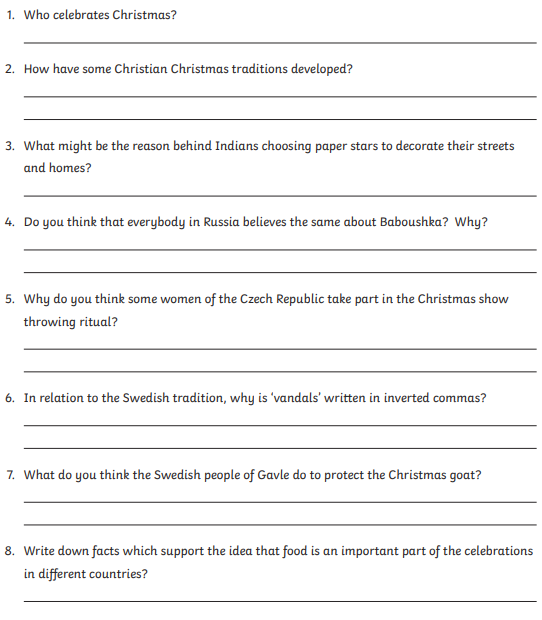 1. Who celebrates Christmas?
2. How have some Christian Christmas traditions developed?
3. What might be the reason behind Indians choosing paper stars to decorate their streets
and homes?
4. Do you think that everybody in Russia believes the same about Baboushka? Why?
5. Why do you think some women of the Czech Republic take part in the Christmas show
throwing ritual?
6. In relation to the Swedish tradition, why is ‘vandals’ written in inverted commas?
7. What do you think the Swedish people of Gavle do to protect the Christmas goat?
8. Write down facts which support the idea that food is an important part of the celebrations
in different countries?